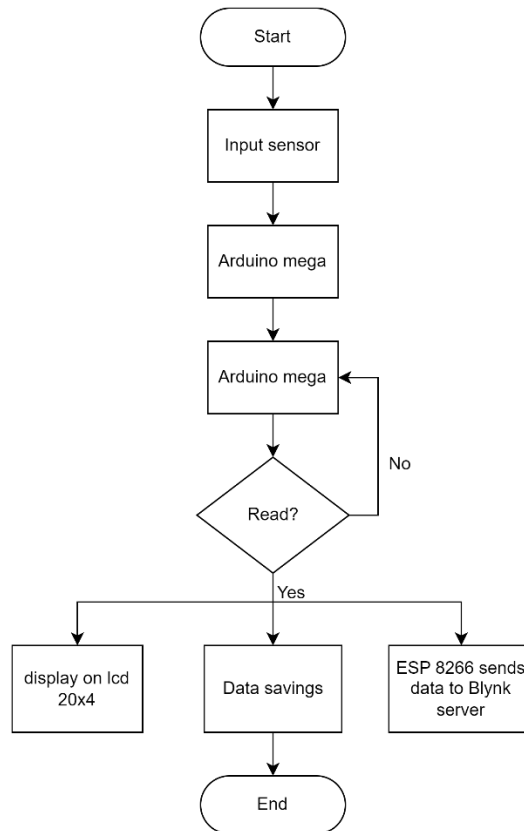 Start
Input sensor
Arduino mega
Arduino mega
No
Read?
Yes
display on lcd
20x4
Data savings
ESP 8266 sends
data to Blynk
server
End